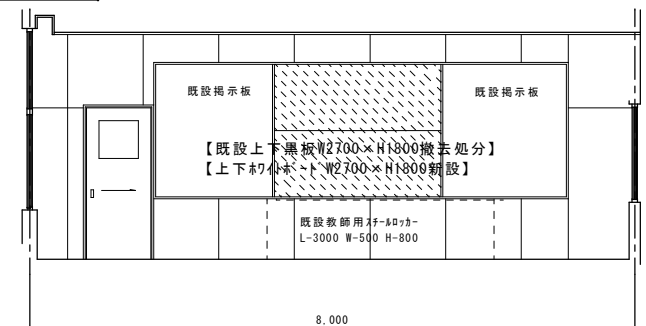 既設掲示板
既設掲示板
【既設上下黒板W2700×H1800撤去処分】
【上下ﾎﾜｲﾄﾎﾞｰﾄﾞW2700×H1800新設】
既設教師用ｽﾁｰﾙﾛｯｶｰ
L-3000 W-500 H-800
8,000